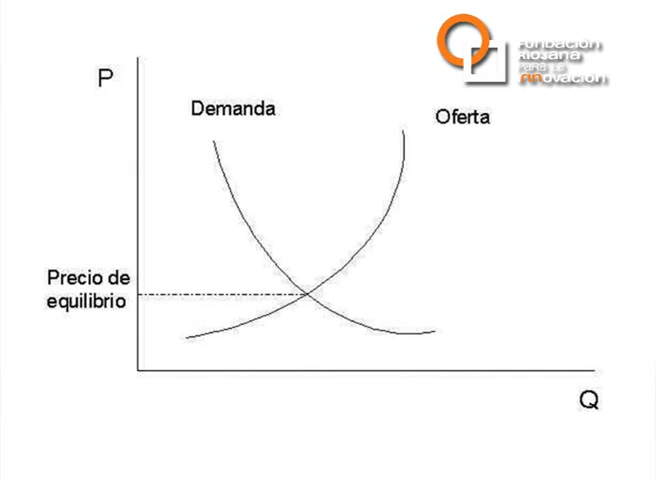 Fundación
Riojana
Para La
INNovación
P
Demanda
Oferta
Precio de
equilibrio
Q